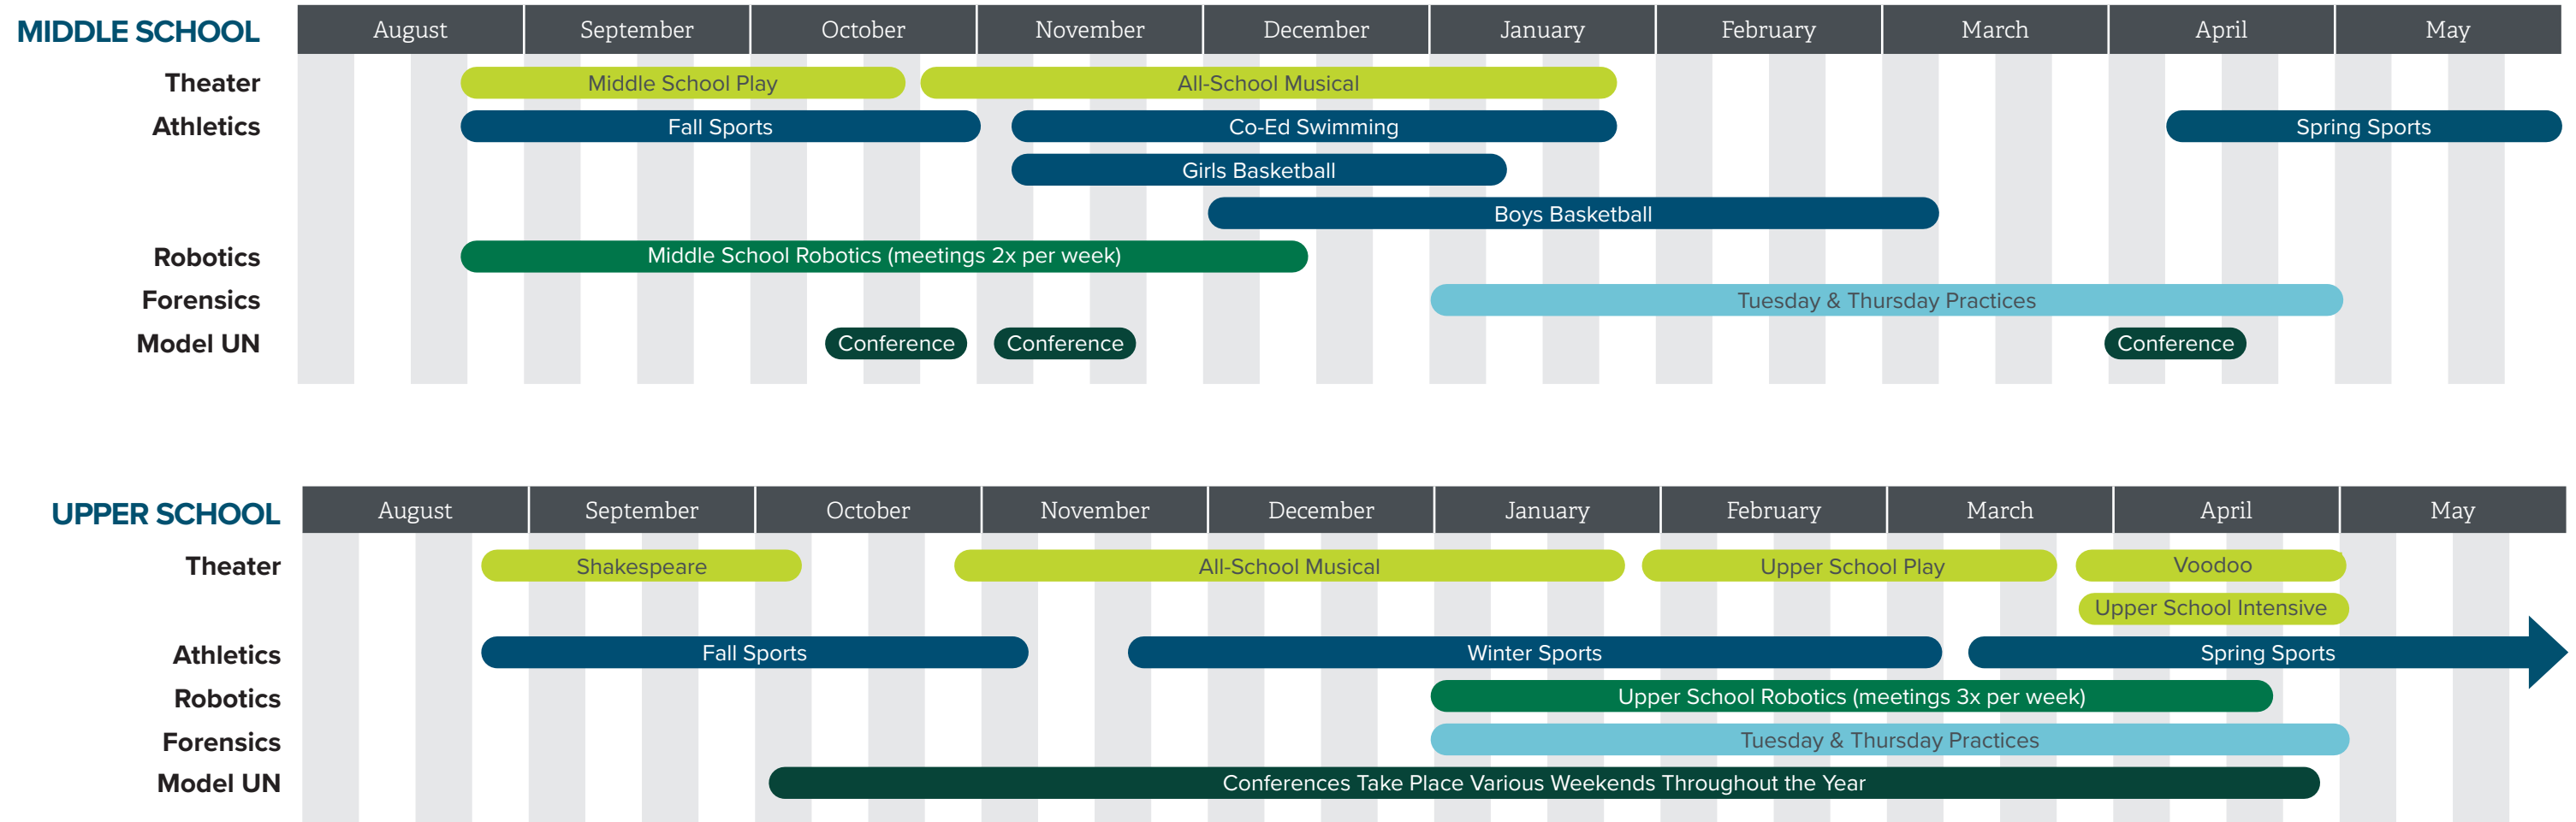 MIDDLE SCHOOL August September October November December January February March April May
Theater Middle School Play All-School Musical
Athletics Fall Sports Co-Ed Swimming Spring Sports
Girls Basketball
Boys Basketball
Robotics Middle School Robotics (meetings 2x per week)
Forensics Tuesday & Thursday Practices
Model UN Conference Conference Conference
UPPER SCHOOL August September October November December January February March April May
Theater Shakespeare All-School Musical Upper School Play Voodoo
Upper School Intensive
Athletics Fall Sports Winter Sports Spring Sports
Robotics Upper School Robotics (meetings 3x per week)
Forensics Tuesday & Thursday Practices
Model UN Conferences Take Place Various Weekends Throughout the Year